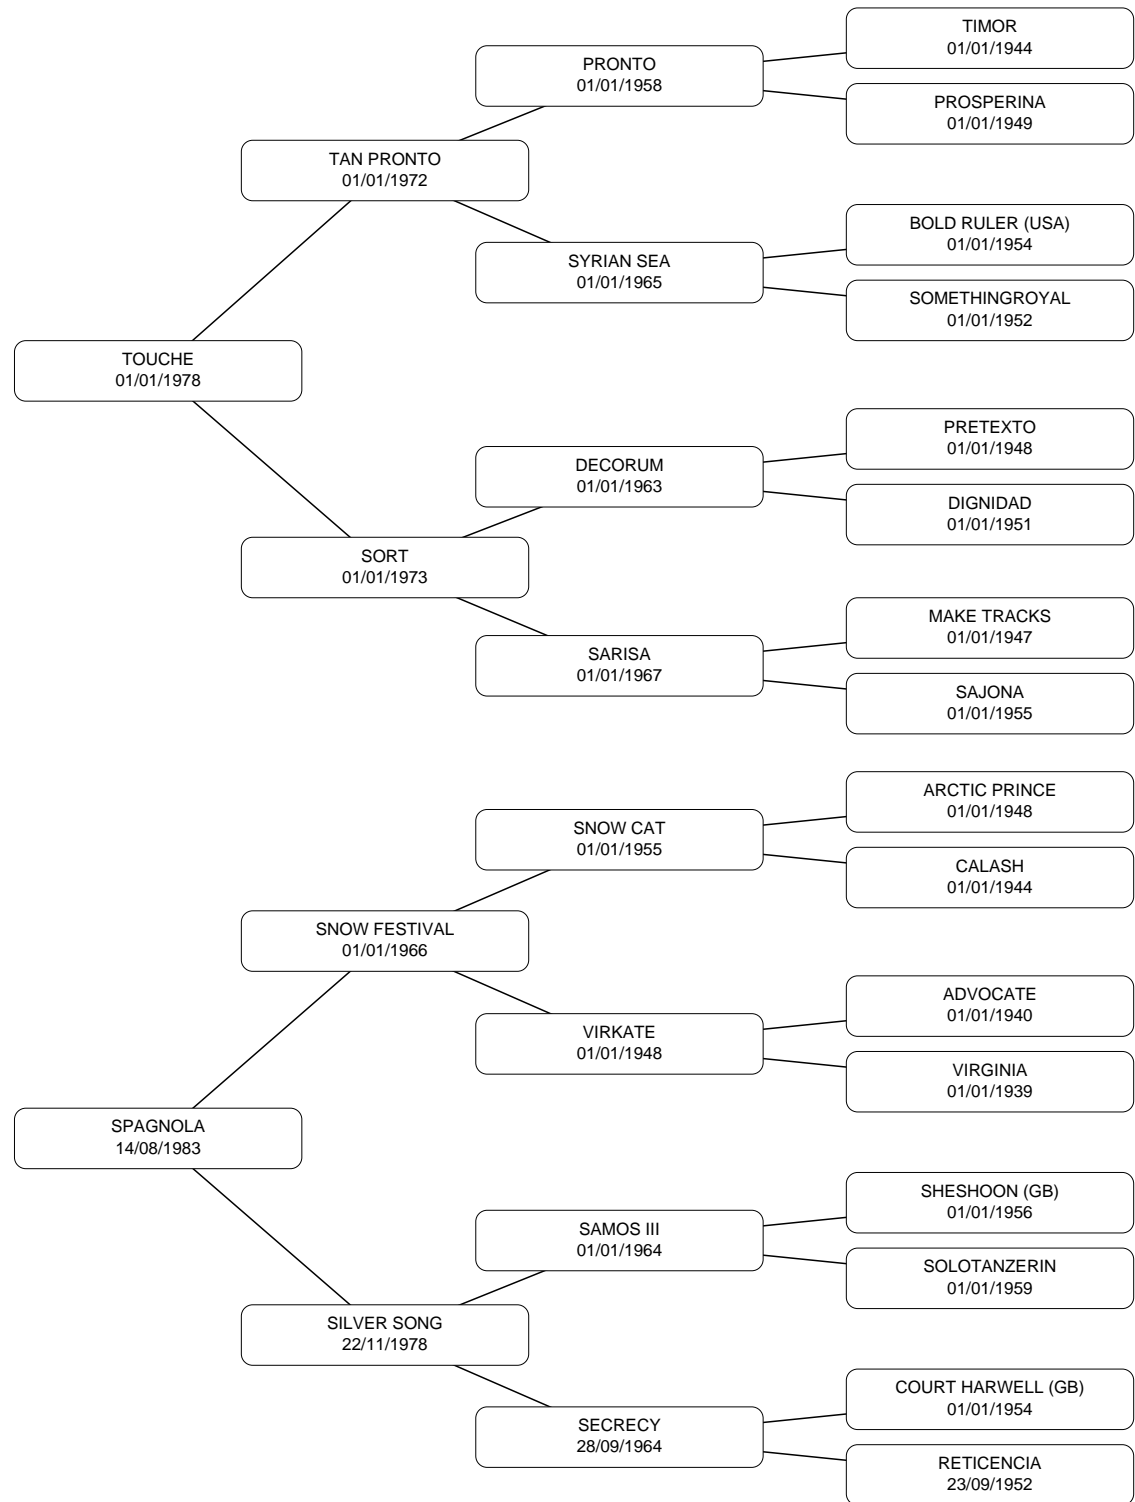 TIMOR
01/01/1944
PRONTO
01/01/1958
PROSPERINA
01/01/1949
TAN PRONTO
01/01/1972
BOLD RULER (USA)
01/01/1954
SYRIAN SEA
01/01/1965
SOMETHINGROYAL
01/01/1952
TOUCHE
01/01/1978
PRETEXTO
01/01/1948
DECORUM
01/01/1963
DIGNIDAD
01/01/1951
SORT
01/01/1973
MAKE TRACKS
01/01/1947
SARISA
01/01/1967
SAJONA
01/01/1955
ARCTIC PRINCE
01/01/1948
SNOW CAT
01/01/1955
CALASH
01/01/1944
SNOW FESTIVAL
01/01/1966
ADVOCATE
01/01/1940
VIRKATE
01/01/1948
VIRGINIA
01/01/1939
SPAGNOLA
14/08/1983
SHESHOON (GB)
01/01/1956
SAMOS III
01/01/1964
SOLOTANZERIN
01/01/1959
SILVER SONG
22/11/1978
COURT HARWELL (GB)
01/01/1954
SECRECY
28/09/1964
RETICENCIA
23/09/1952